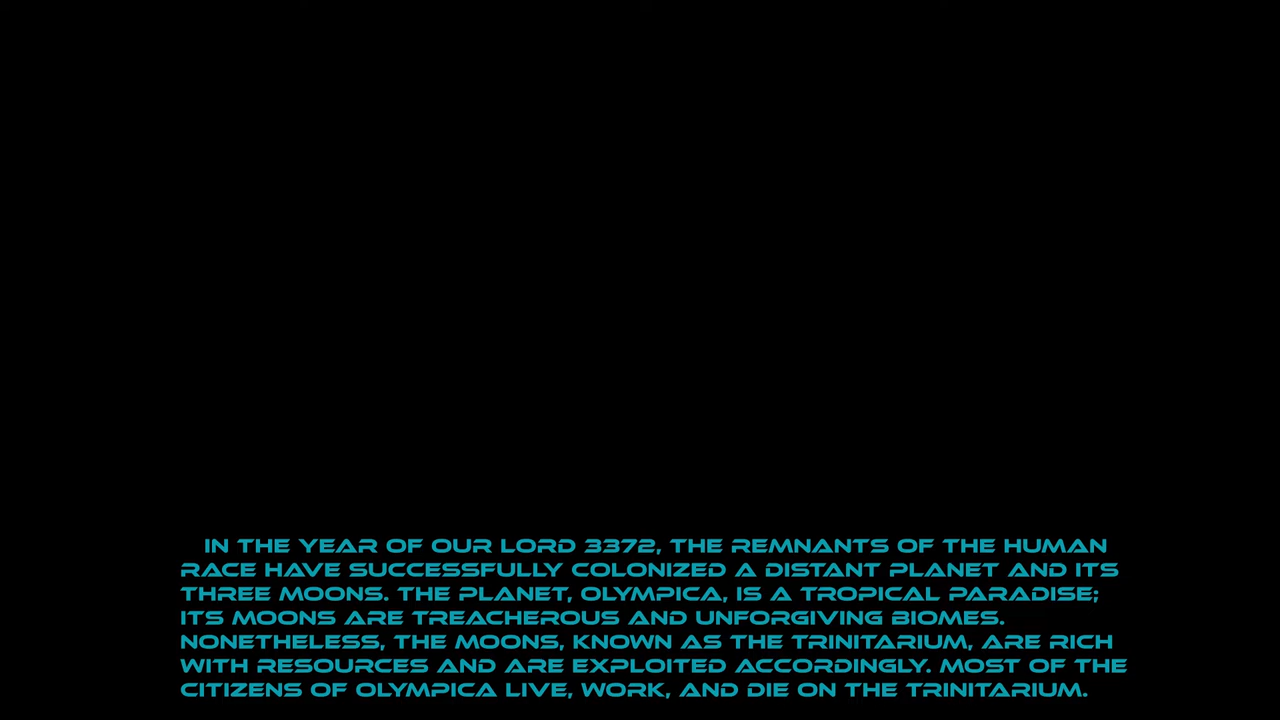 IN THE YEAR OF OUR LORD 3372, THE REMNANTS OF THE HUMAN
RACE HAVE SUCCESSFULLY COLONIZED A DISTANT PLANET AND ITS
THREE MOONS. THE PLANET, OLYMPICA, IS A TROPICAL PARADISE;
ITS MOONS ARE TREACHEROUS AND UNFORGIVING BIOMES.
NONETHELESS, THE MOONS, KNOWN AS THE TRINITARIUM, ARE RICH
WITH RESOURCES AND ARE EXPLOITED ACCORDINGLY. MOST OF THE
CITIZENS OF OLYMPICA LIVE, WORK, AND DIE ON THE TRINITARIUM.